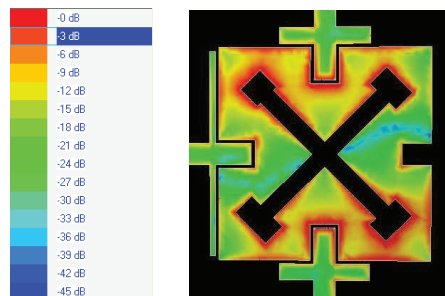 -0 dB
-3 dB
-6 dB
-9 dB
-12 dB
-15 dB
-18 dB
-21 dB
-24 dB
-27 dB
-30 dB
-33 dB
-36 dB
-39 dB
-42 dB
-45 dB